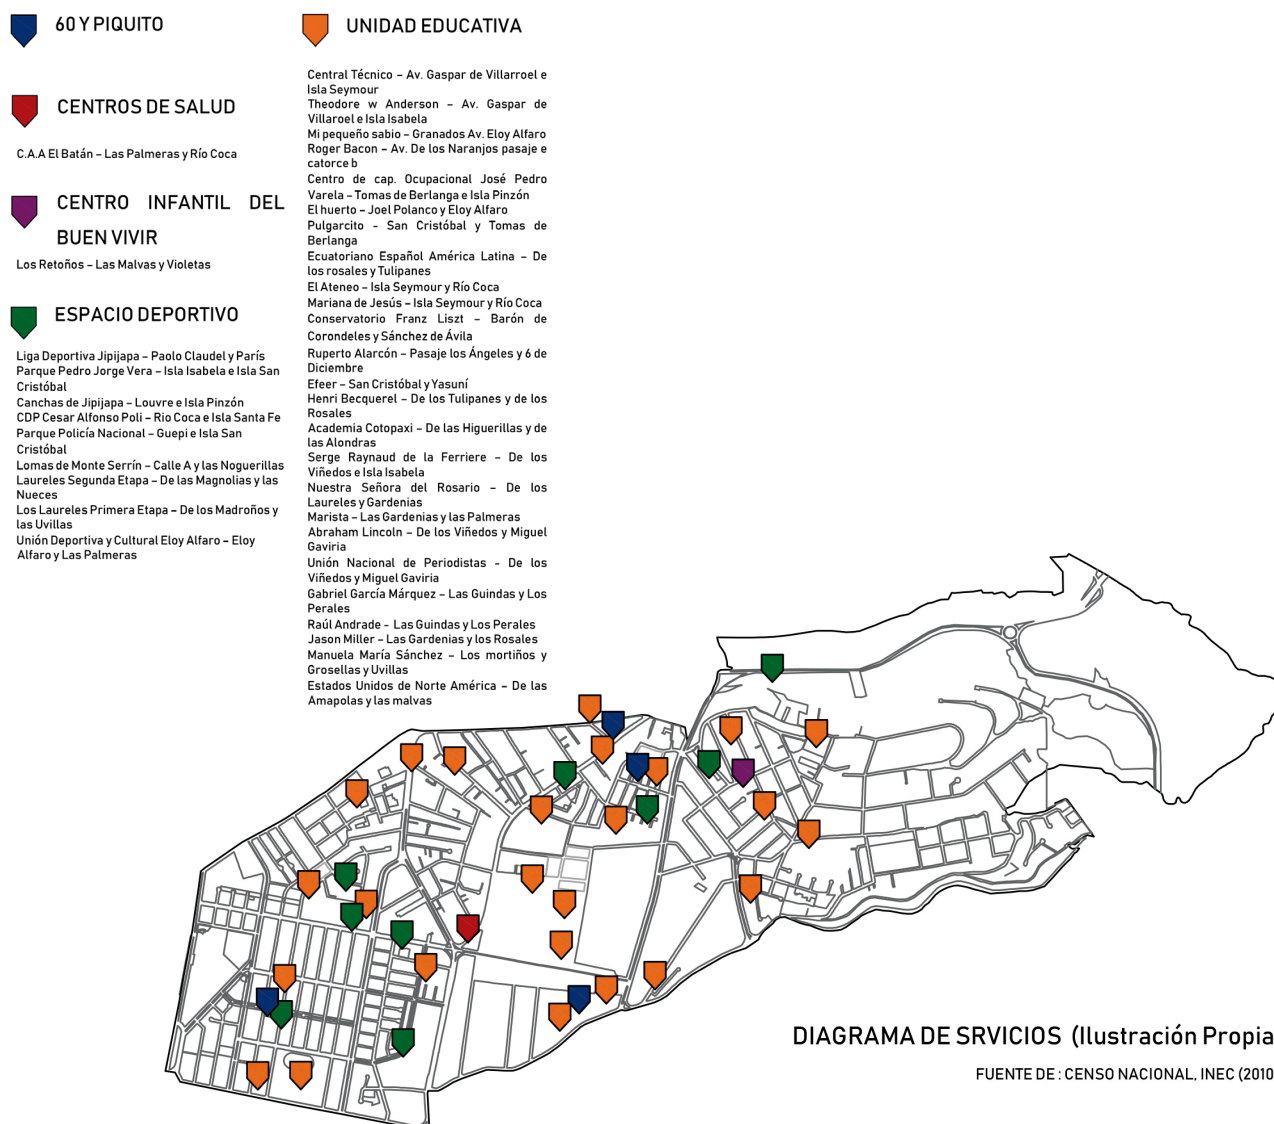 60 Y PIQUITO
CENTROS DE SALUD
C.A.A El Batán – Las Palmeras y Río Coca
CENTRO INFANTIL DEL
BUEN VIVIR
Los Retoños – Las Malvas y Violetas
ESPACIO DEPORTIVO
Liga Deportiva Jipijapa – Paolo Claudel y París
Parque Pedro Jorge Vera – Isla Isabela e Isla San
Cristóbal
Canchas de Jipijapa – Louvre e Isla Pinzón
CDP Cesar Alfonso Poli – Rio Coca e Isla Santa Fe
Parque Policía Nacional – Guepi e Isla San
Cristóbal
Lomas de Monte Serrín – Calle A y las Noguerillas
Laureles Segunda Etapa – De las Magnolias y las
Nueces
Los Laureles Primera Etapa – De los Madroños y
las Uvillas
Unión Deportiva y Cultural Eloy Alfaro – Eloy
Alfaro y Las Palmeras
UNIDAD EDUCATIVA
Central Técnico – Av. Gaspar de Villarroel e
Isla Seymour
Theodore w Anderson – Av. Gaspar de
Villaroel e Isla Isabela
Mi pequeño sabio – Granados Av. Eloy Alfaro
Roger Bacon – Av. De los Naranjos pasaje e
catorce b
Centro de cap. Ocupacional José Pedro
Varela – Tomas de Berlanga e Isla Pinzón
El huerto – Joel Polanco y Eloy Alfaro
Pulgarcito - San Cristóbal y Tomas de
Berlanga
Ecuatoriano Español América Latina – De
los rosales y Tulipanes
El Ateneo – Isla Seymour y Río Coca
Mariana de Jesús – Isla Seymour y Río Coca
Conservatorio Franz Liszt – Barón de
Corondeles y Sánchez de Ávila
Ruperto Alarcón – Pasaje los Ángeles y 6 de
Diciembre
Efeer – San Cristóbal y Yasuní
Henri Becquerel – De los Tulipanes y de los
Rosales
Academia Cotopaxi – De las Higuerillas y de
las Alondras
Serge Raynaud de la Ferriere – De los
Viñedos e Isla Isabela
Nuestra Señora del Rosario – De los
Laureles y Gardenias
Marista – Las Gardenias y las Palmeras
Abraham Lincoln – De los Viñedos y Miguel
Gaviria
Unión Nacional de Periodistas - De los
Viñedos y Miguel Gaviria
Gabriel García Márquez – Las Guindas y Los
Perales
Raúl Andrade - Las Guindas y Los Perales
Jason Miller – Las Gardenias y los Rosales
Manuela María Sánchez – Los mortiños y
Grosellas y Uvillas
Estados Unidos de Norte América – De las
Amapolas y las malvas
DIAGRAMA DE SRVICIOS (Ilustración Propia
FUENTE DE : CENSO NACIONAL, INEC (2010